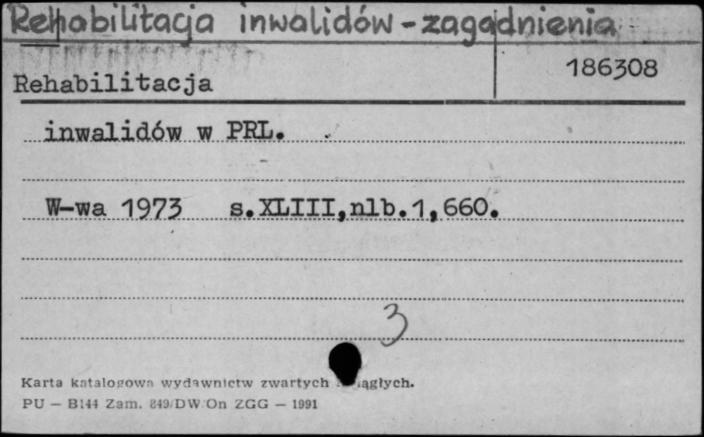 Rehabilitacja inwalidów - zagadnienia
186308
Rehabilitacja
inwalidów w PRL.
W-wa 1973 s.XLIII,nlb.1,660.
3
Karta katalogowa wydawnictw zwartych ciągłych.
PU — B144 Zam. 849/DW/On ZGG — 1991